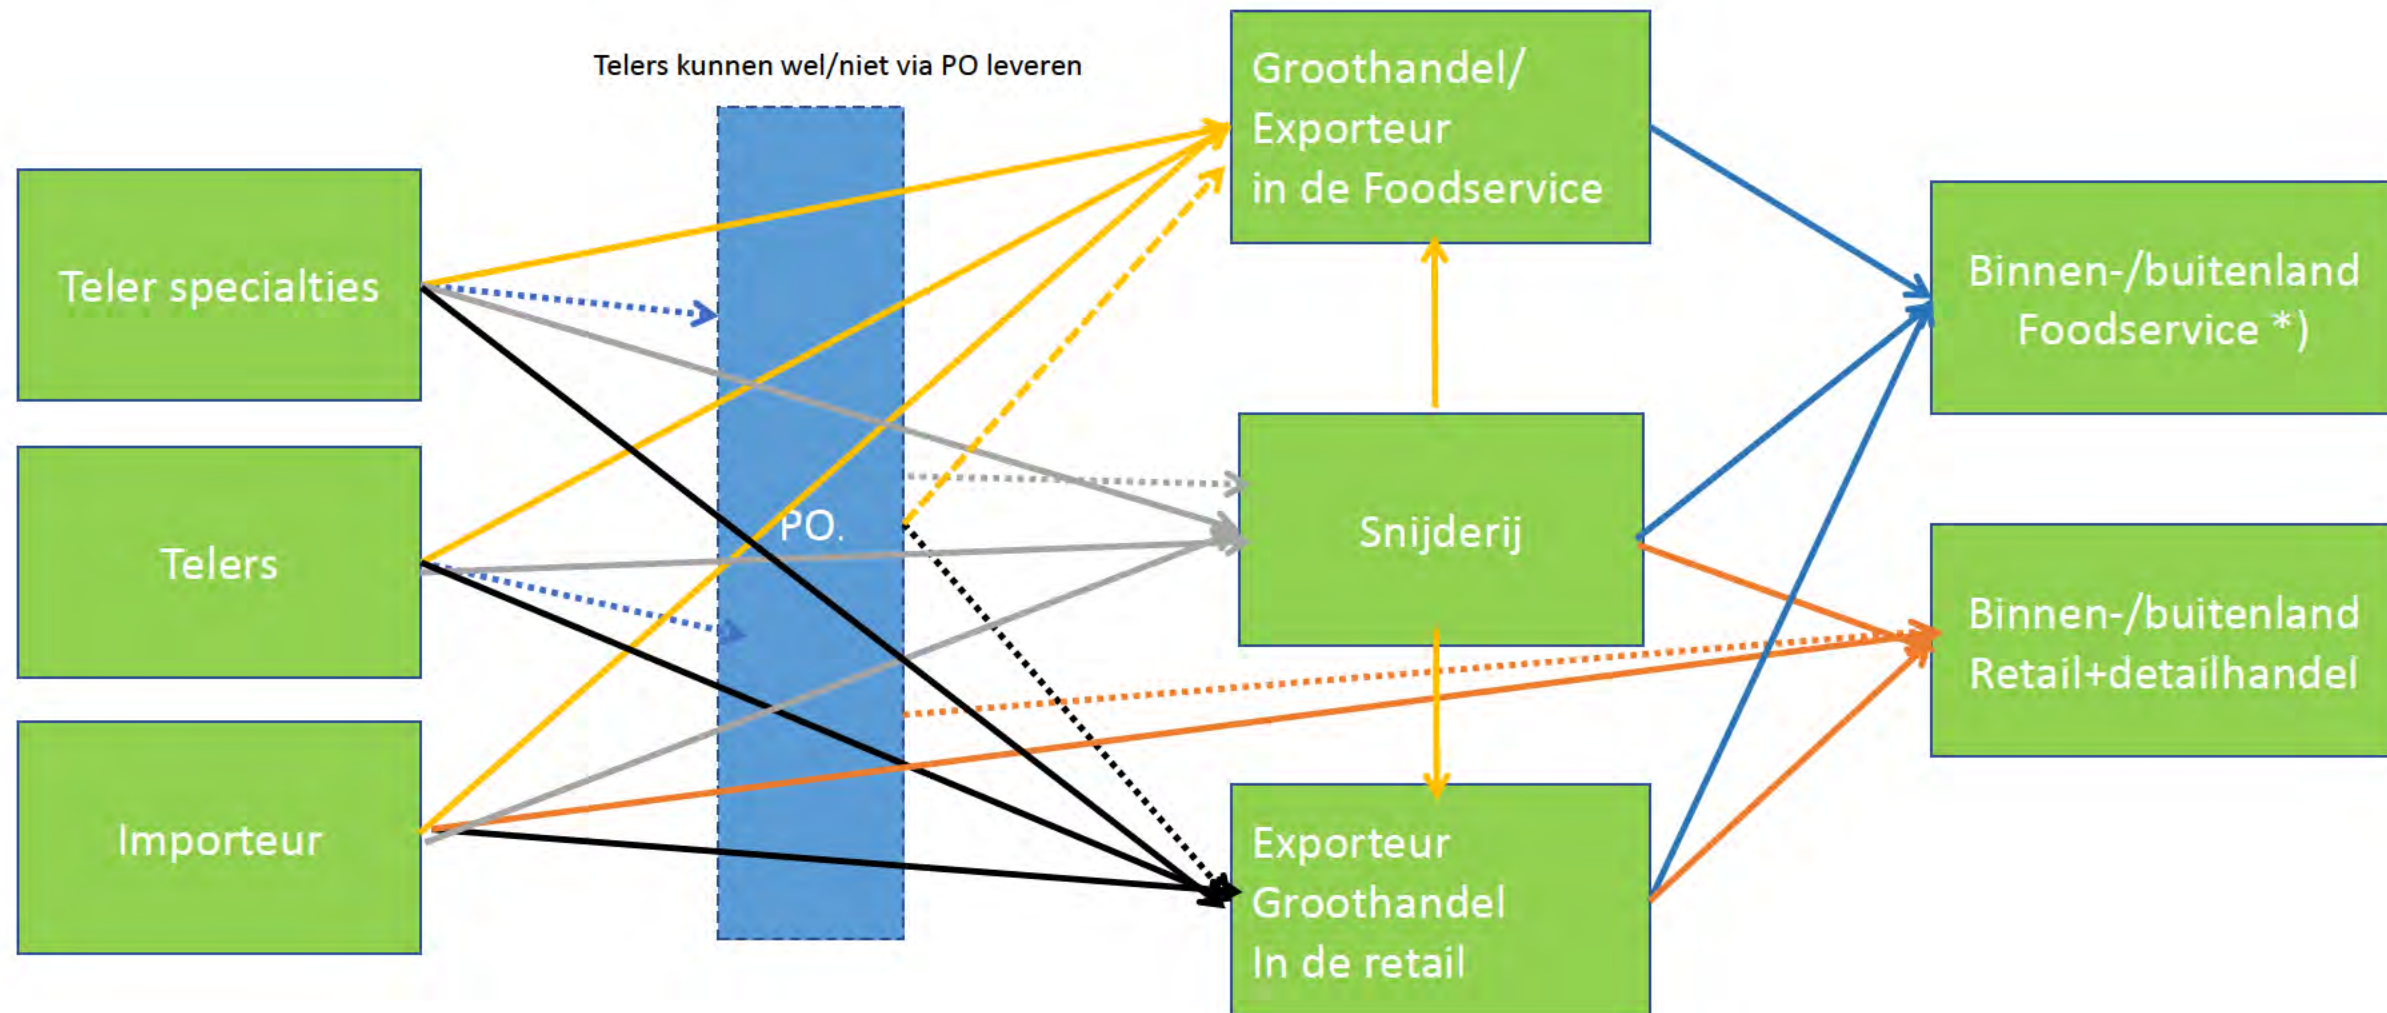 Telers kunnen wel/niet via PO leveren
Teler specialties
Telers
Importeur
PO.
Groothandel/
Exporteur
in de Foodservice
Snijderij
Exporteur
Groothandel
In de retail
Binnen-/buitenland
Foodservice *)
Binnen-/buitenland
Retail+detailhandel